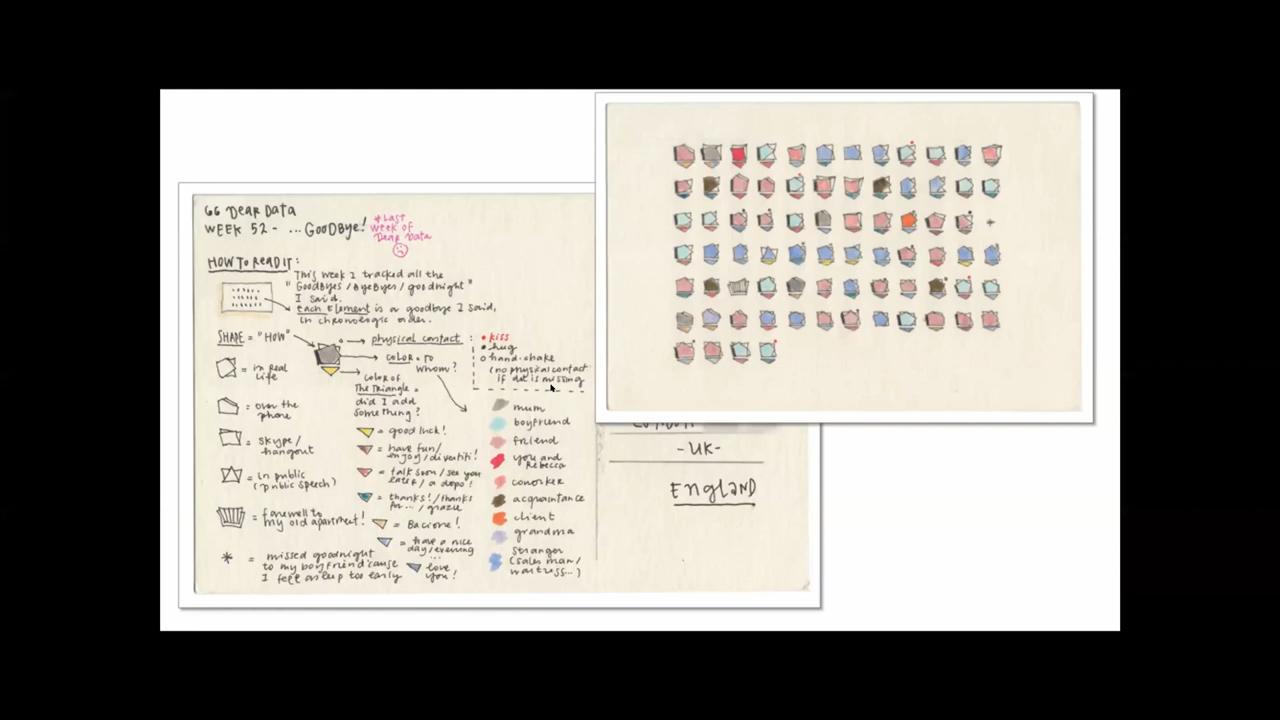 GG DEAR DATA
WEEK 52 - ... GOODBYE!
* LAST
WEEK OF
DEAR DATA
HOW TO READ IT:
"This week I tracked all the
Goodbyes / Byebyes / goodnight"
I said.
Each Element is a goodbye I said,
in chronologic order.
SHAPE = "HOW"
= in real
life
= over the
phone
= skype /
hangout
= in public
(public speech)
= farewell to
my old apartment!
* = missed goodnight
to my boyfriend 'cause
I fell asleep too early
physical contact :
color = to
whom?
color of
The Triangle =
did I add
something?
= good luck!
= have fun/
enjoy / divertiti!
= talk soon / see you
later / a dopo!
= thanks! / thanks
for... / grazie
= Bacione!
= have a nice
day / evening
...
= love
you!
kiss
hug
hand-shake
(no physical contact
if dot is missing
mum
boyfriend
friend
you and
Rebecca
coworker
acquaintance
client
grandma
stranger
(sales man/
waitress...)
-UK-
ENGLAND